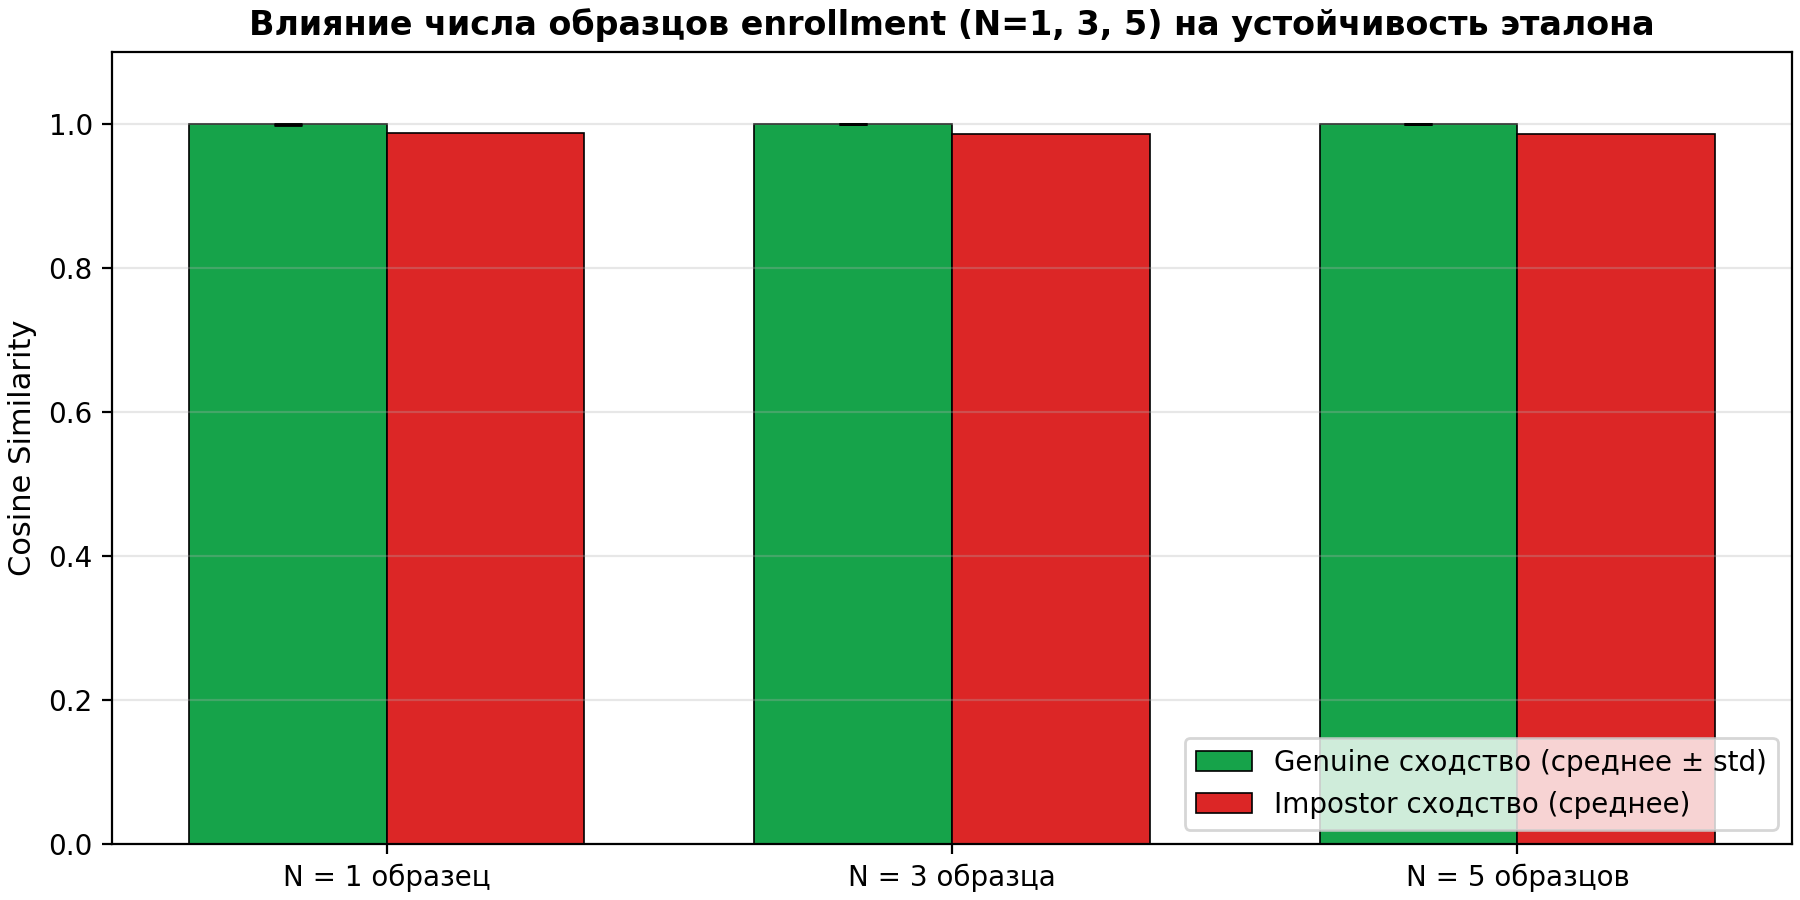 Влияние числа образцов enrollment (N=1, 3, 5) на устойчивость эталона
Cosine Similarity
1.0
0.8
0.6
0.4
0.2
0.0
Genuine сходство (среднее ± std)
Impostor сходство (среднее)
N = 1 образец
N = 3 образца
N = 5 образцов